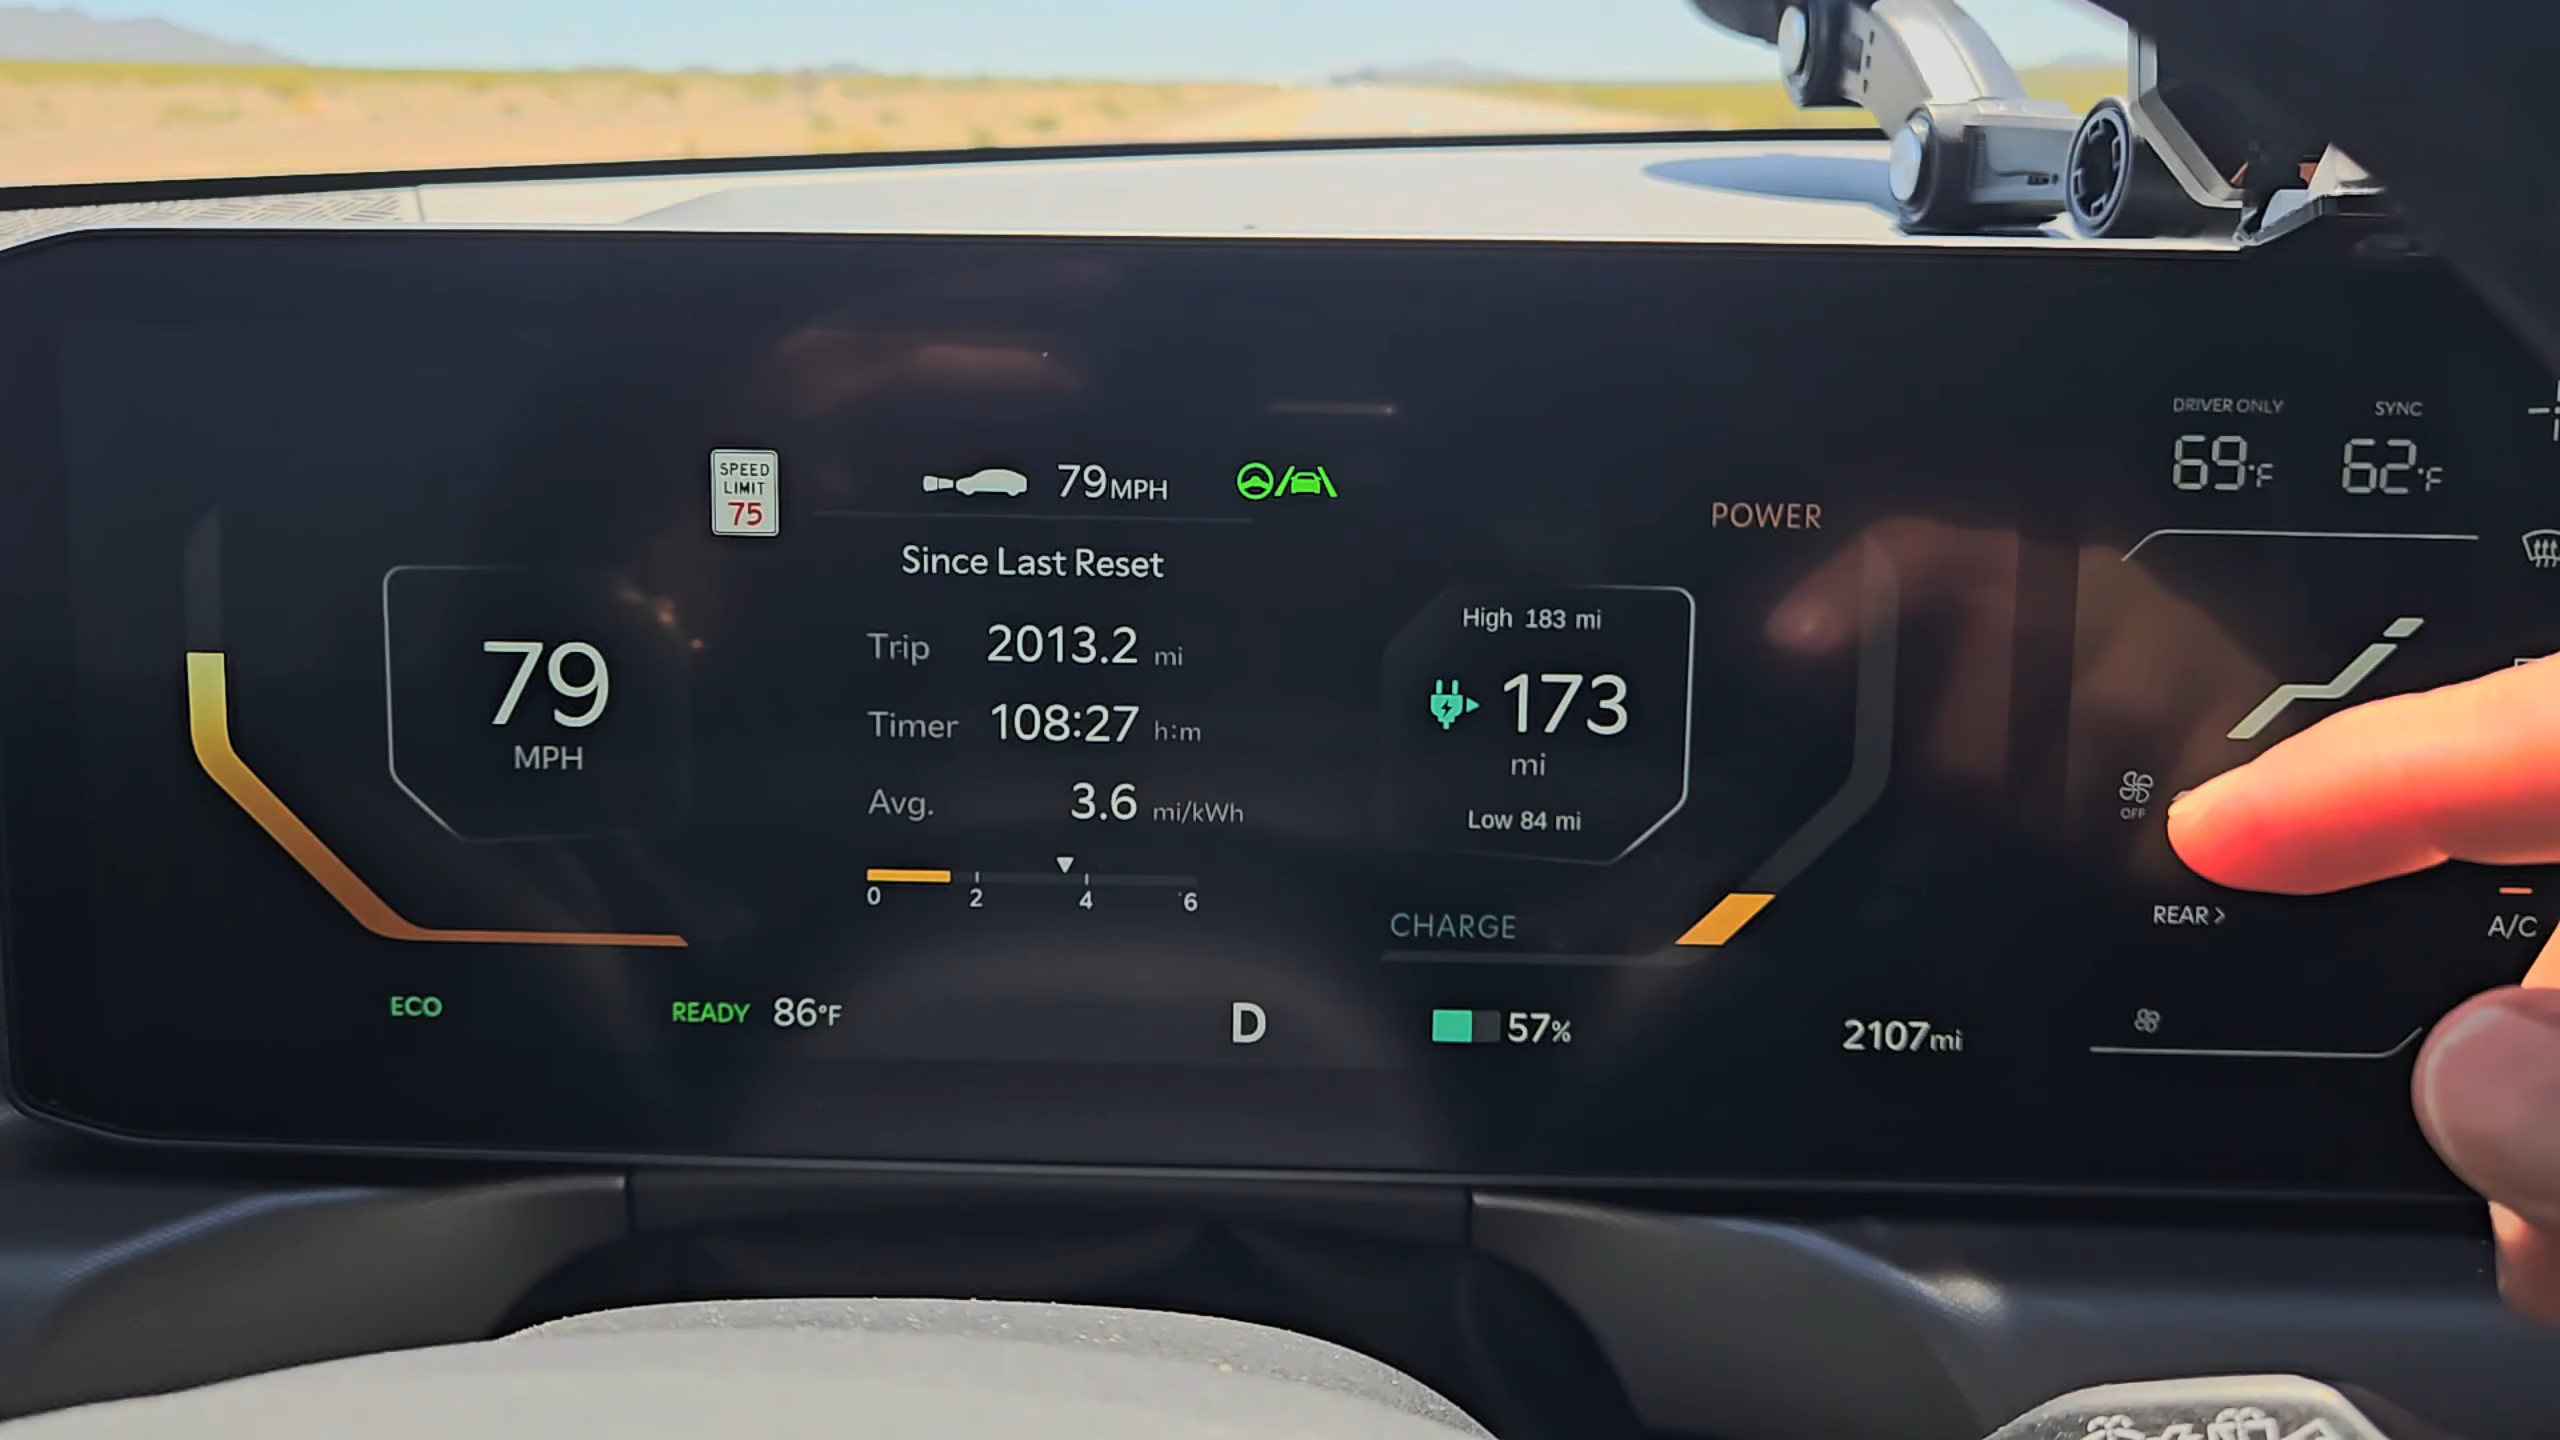 SPEED
LIMIT
75
79MPH
Since Last Reset
Trip 2013.2 mi
Timer 108:27 h:m
Avg. 3.6 mi/kWh
0 2 4 6
79
MPH
ECO
READY 86°F
D
POWER
High 183 mi
173
mi
Low 84 mi
CHARGE
57%
2107mi
DRIVER ONLY SYNC
69°F 62°F
OFF
REAR >
A/C